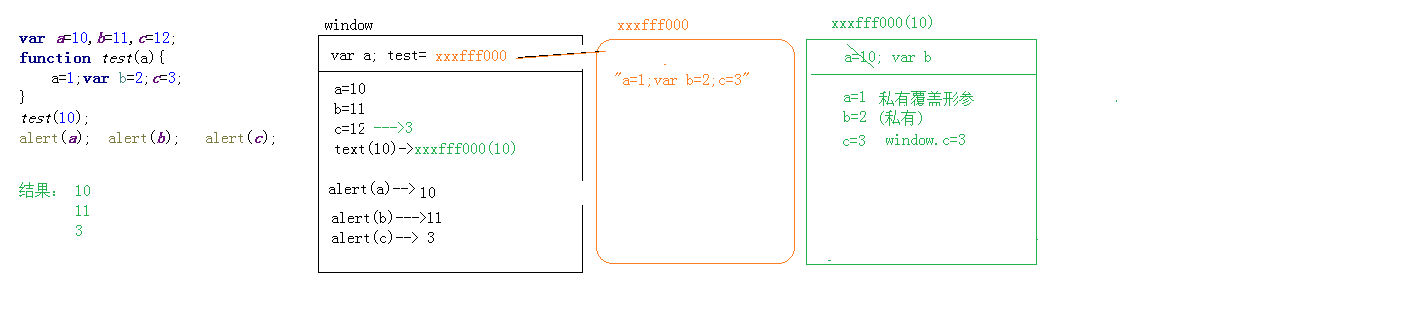 var a=10,b=11,c=12;
function test(a){
a=1;var b=2;c=3;
}
test(10);
alert(a); alert(b); alert(c);
结果: 10
11
3
window
var a; test= xxxfff000
a=10
b=11
c=12 --->3
text(10)->xxxfff000(10)
alert(a)--> 10
alert(b)--->11
alert(c)--> 3
xxxfff000
"a=1;var b=2;c=3"
xxxfff000(10)
a=10; var b
a=1 私有覆盖形参
b=2 (私有)
c=3 window.c=3